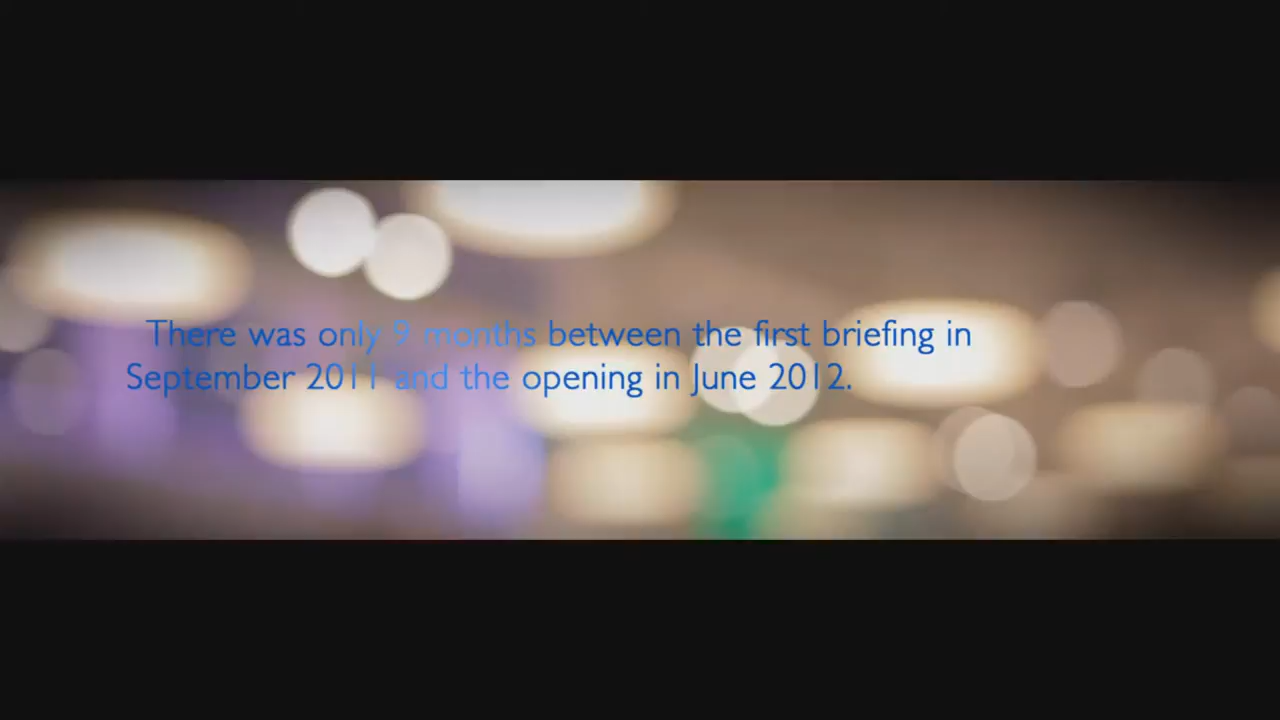 There was only 9 months between the first briefing in
September 2011 and the opening in June 2012.